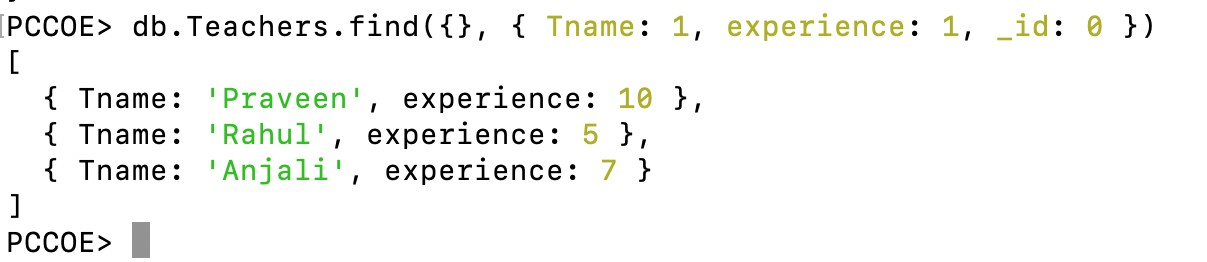 PCCOE> db.Teachers.find({}, { Tname: 1, experience: 1, _id: 0 })
[
  { Tname: 'Praveen', experience: 10 },
  { Tname: 'Rahul', experience: 5 },
  { Tname: 'Anjali', experience: 7 }
]
PCCOE>